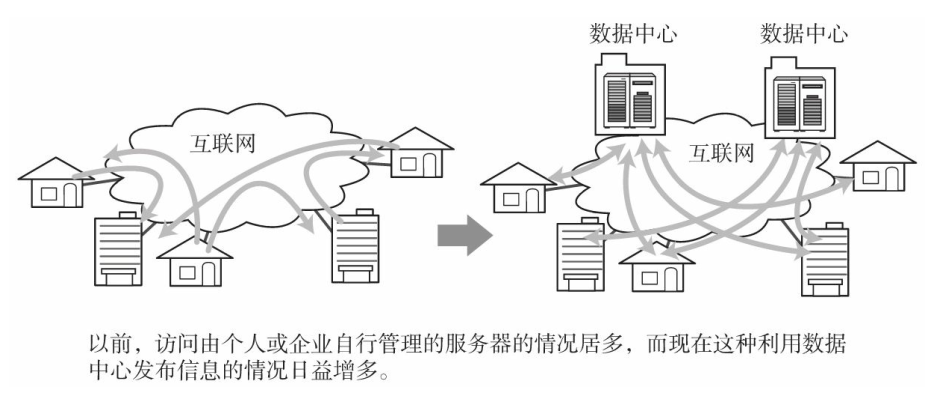 数据中心
数据中心
互联网
互联网
以前，访问由个人或企业自行管理的服务器的情况居多，而现在这种利用数据
中心发布信息的情况日益增多。